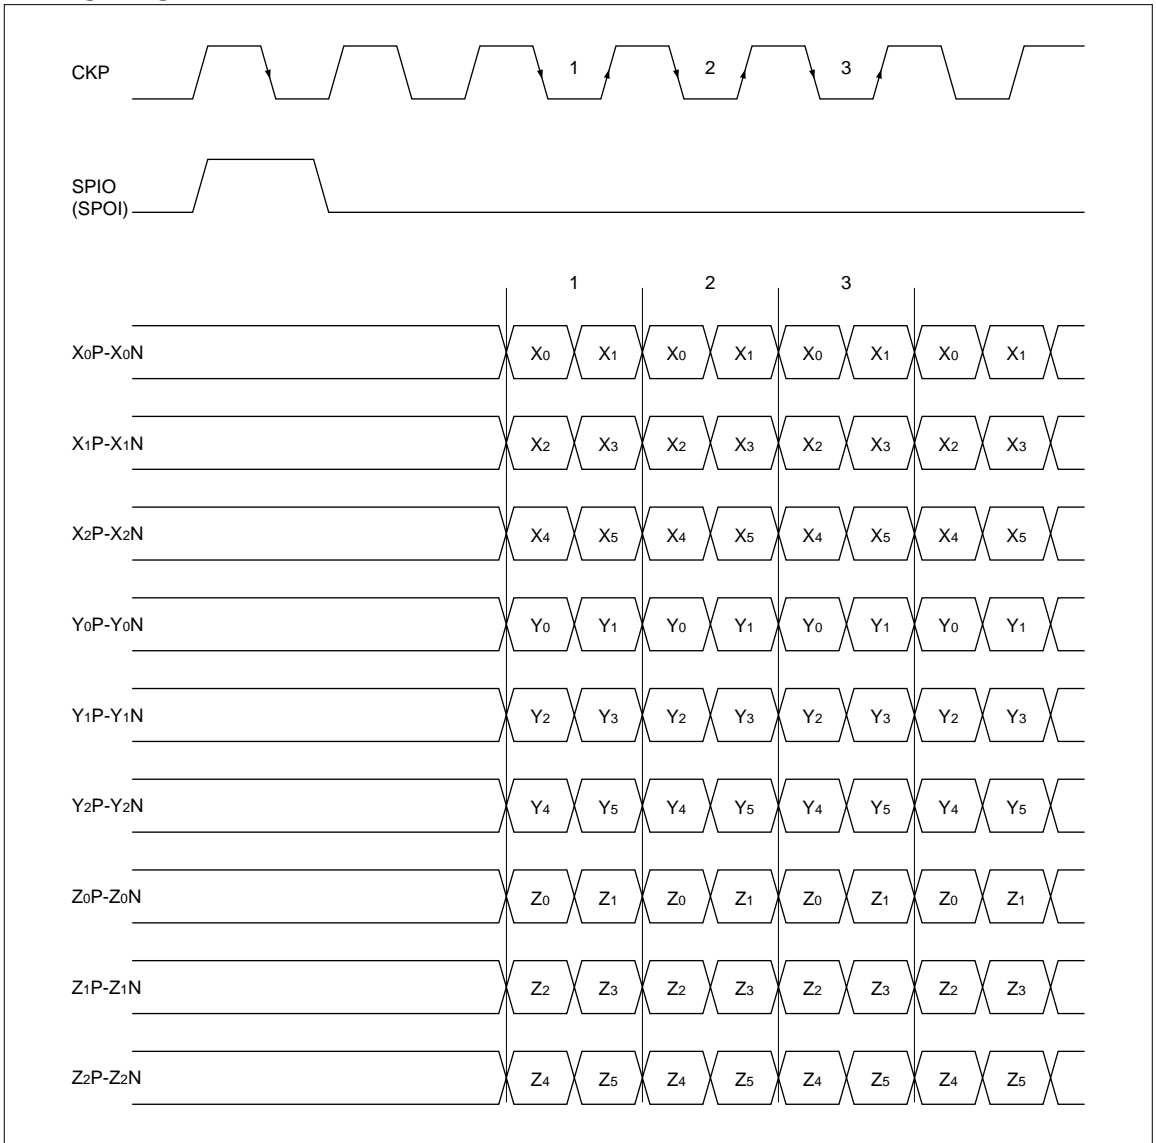 CKP
1 2 3
SPIO
(SPOI)
1 2 3
X0P-X0N X0 X1 X0 X1 X0 X1 X0 X1
X1P-X1N X2 X3 X2 X3 X2 X3 X2 X3
X2P-X2N X4 X5 X4 X5 X4 X5 X4 X5
Y0P-Y0N Y0 Y1 Y0 Y1 Y0 Y1 Y0 Y1
Y1P-Y1N Y2 Y3 Y2 Y3 Y2 Y3 Y2 Y3
Y2P-Y2N Y4 Y5 Y4 Y5 Y4 Y5 Y4 Y5
Z0P-Z0N Z0 Z1 Z0 Z1 Z0 Z1 Z0 Z1
Z1P-Z1N Z2 Z3 Z2 Z3 Z2 Z3 Z2 Z3
Z2P-Z2N Z4 Z5 Z4 Z5 Z4 Z5 Z4 Z5